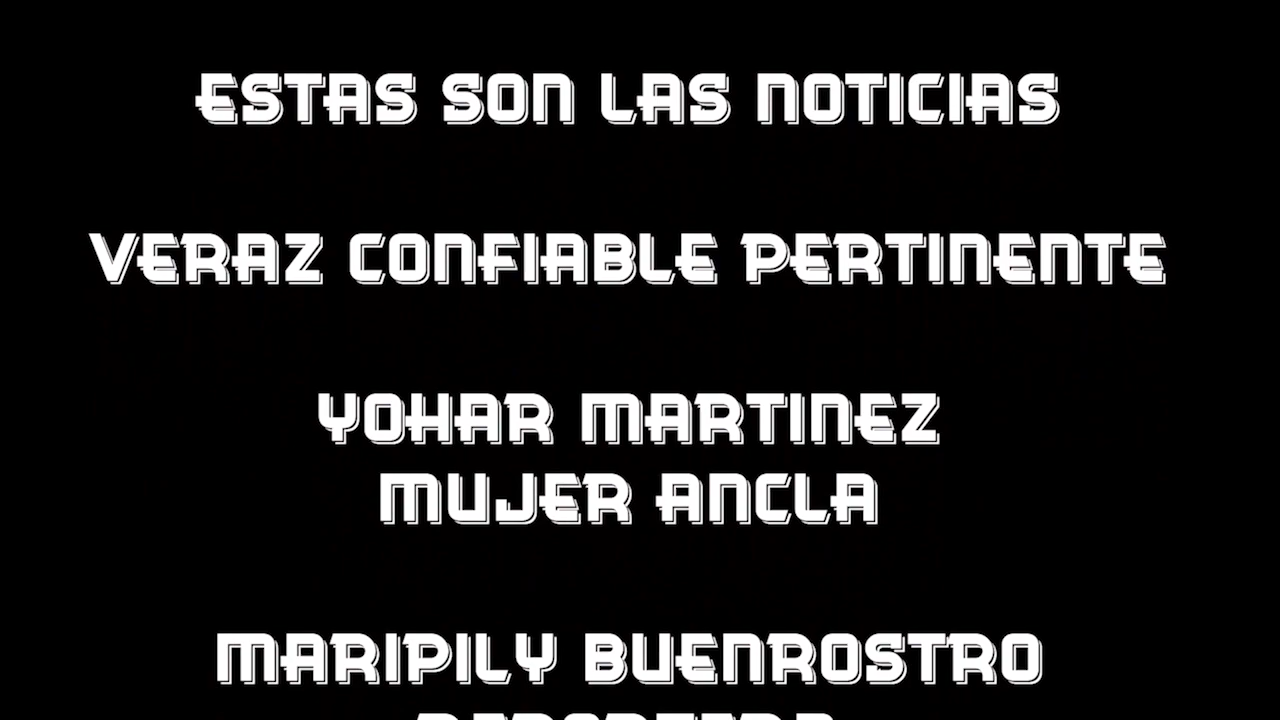 ESTAS SON LAS NOTICIAS
VERAZ CONFIABLE PERTINENTE
YOHAR MARTINEZ
MUJER ANCLA
MARIPILY BUENROSTRO